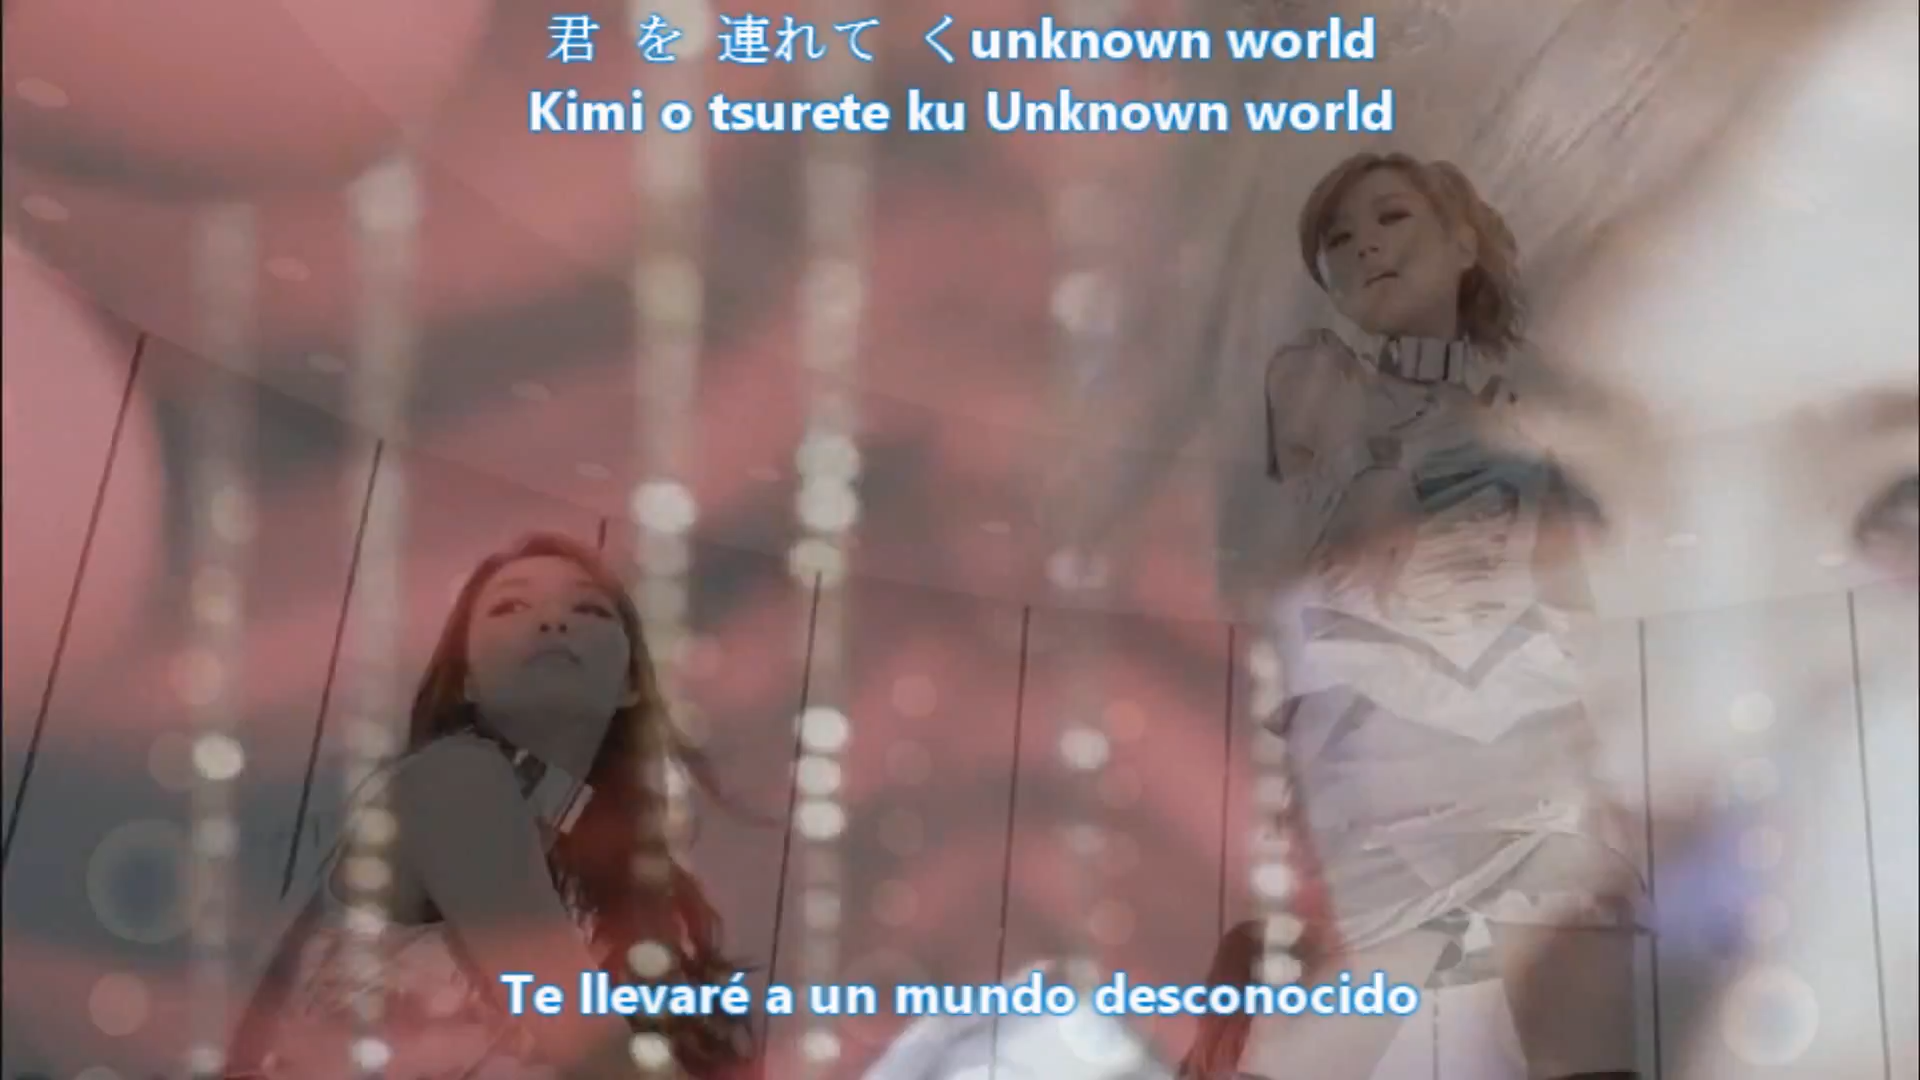 君 を 連れて くunknown world
Kimi o tsurete ku Unknown world
Te llevaré a un mundo desconocido